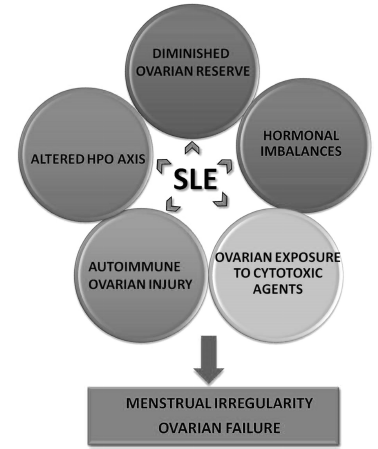 DIMINISHED
OVARIAN RESERVE
HORMONAL
IMBALANCES
ALTERED HPO AXIS
SLE
AUTOIMMUNE
OVARIAN INJURY
OVARIAN EXPOSURE
TO CYTOTOXIC
AGENTS
MENSTRUAL IRREGULARITY
OVARIAN FAILURE